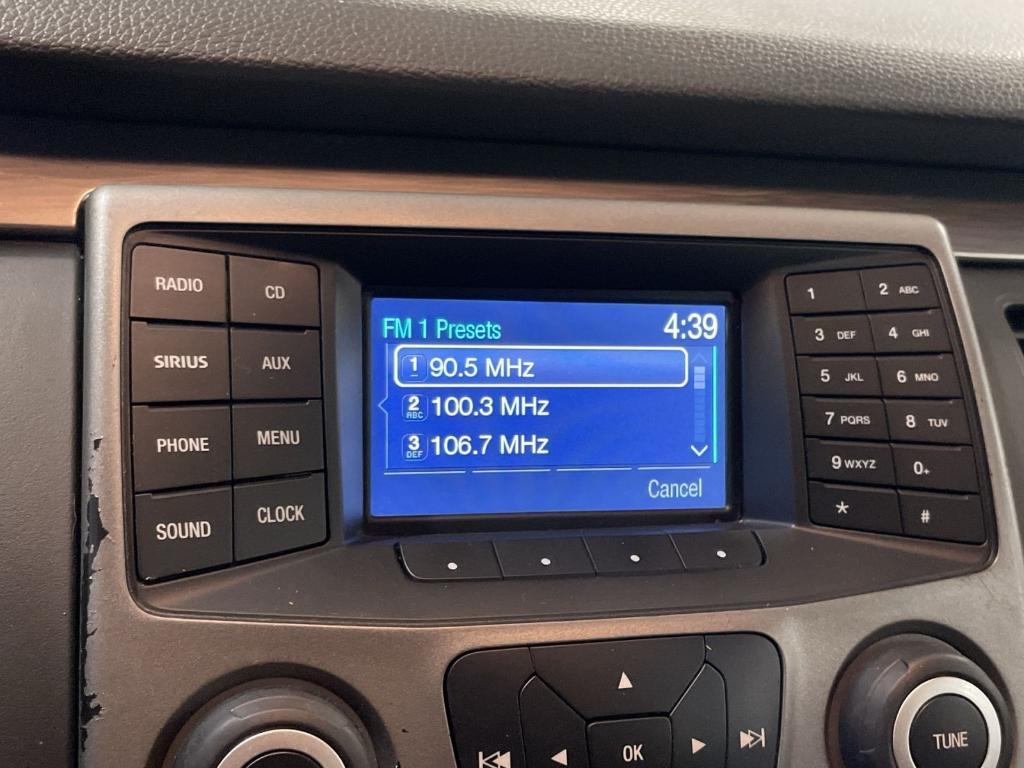 RADIO
CD
SIRIUS
AUX
PHONE
MENU
SOUND
CLOCK
FM 1 Presets
4:39
1 90.5 MHz
2 ABC 100.3 MHz
3 DEF 106.7 MHz
Cancel
1
2 ABC
3 DEF
4 GHI
5 JKL
6 MNO
7 PQRS
8 TUV
9 WXYZ
0+
*
#
OK
TUNE